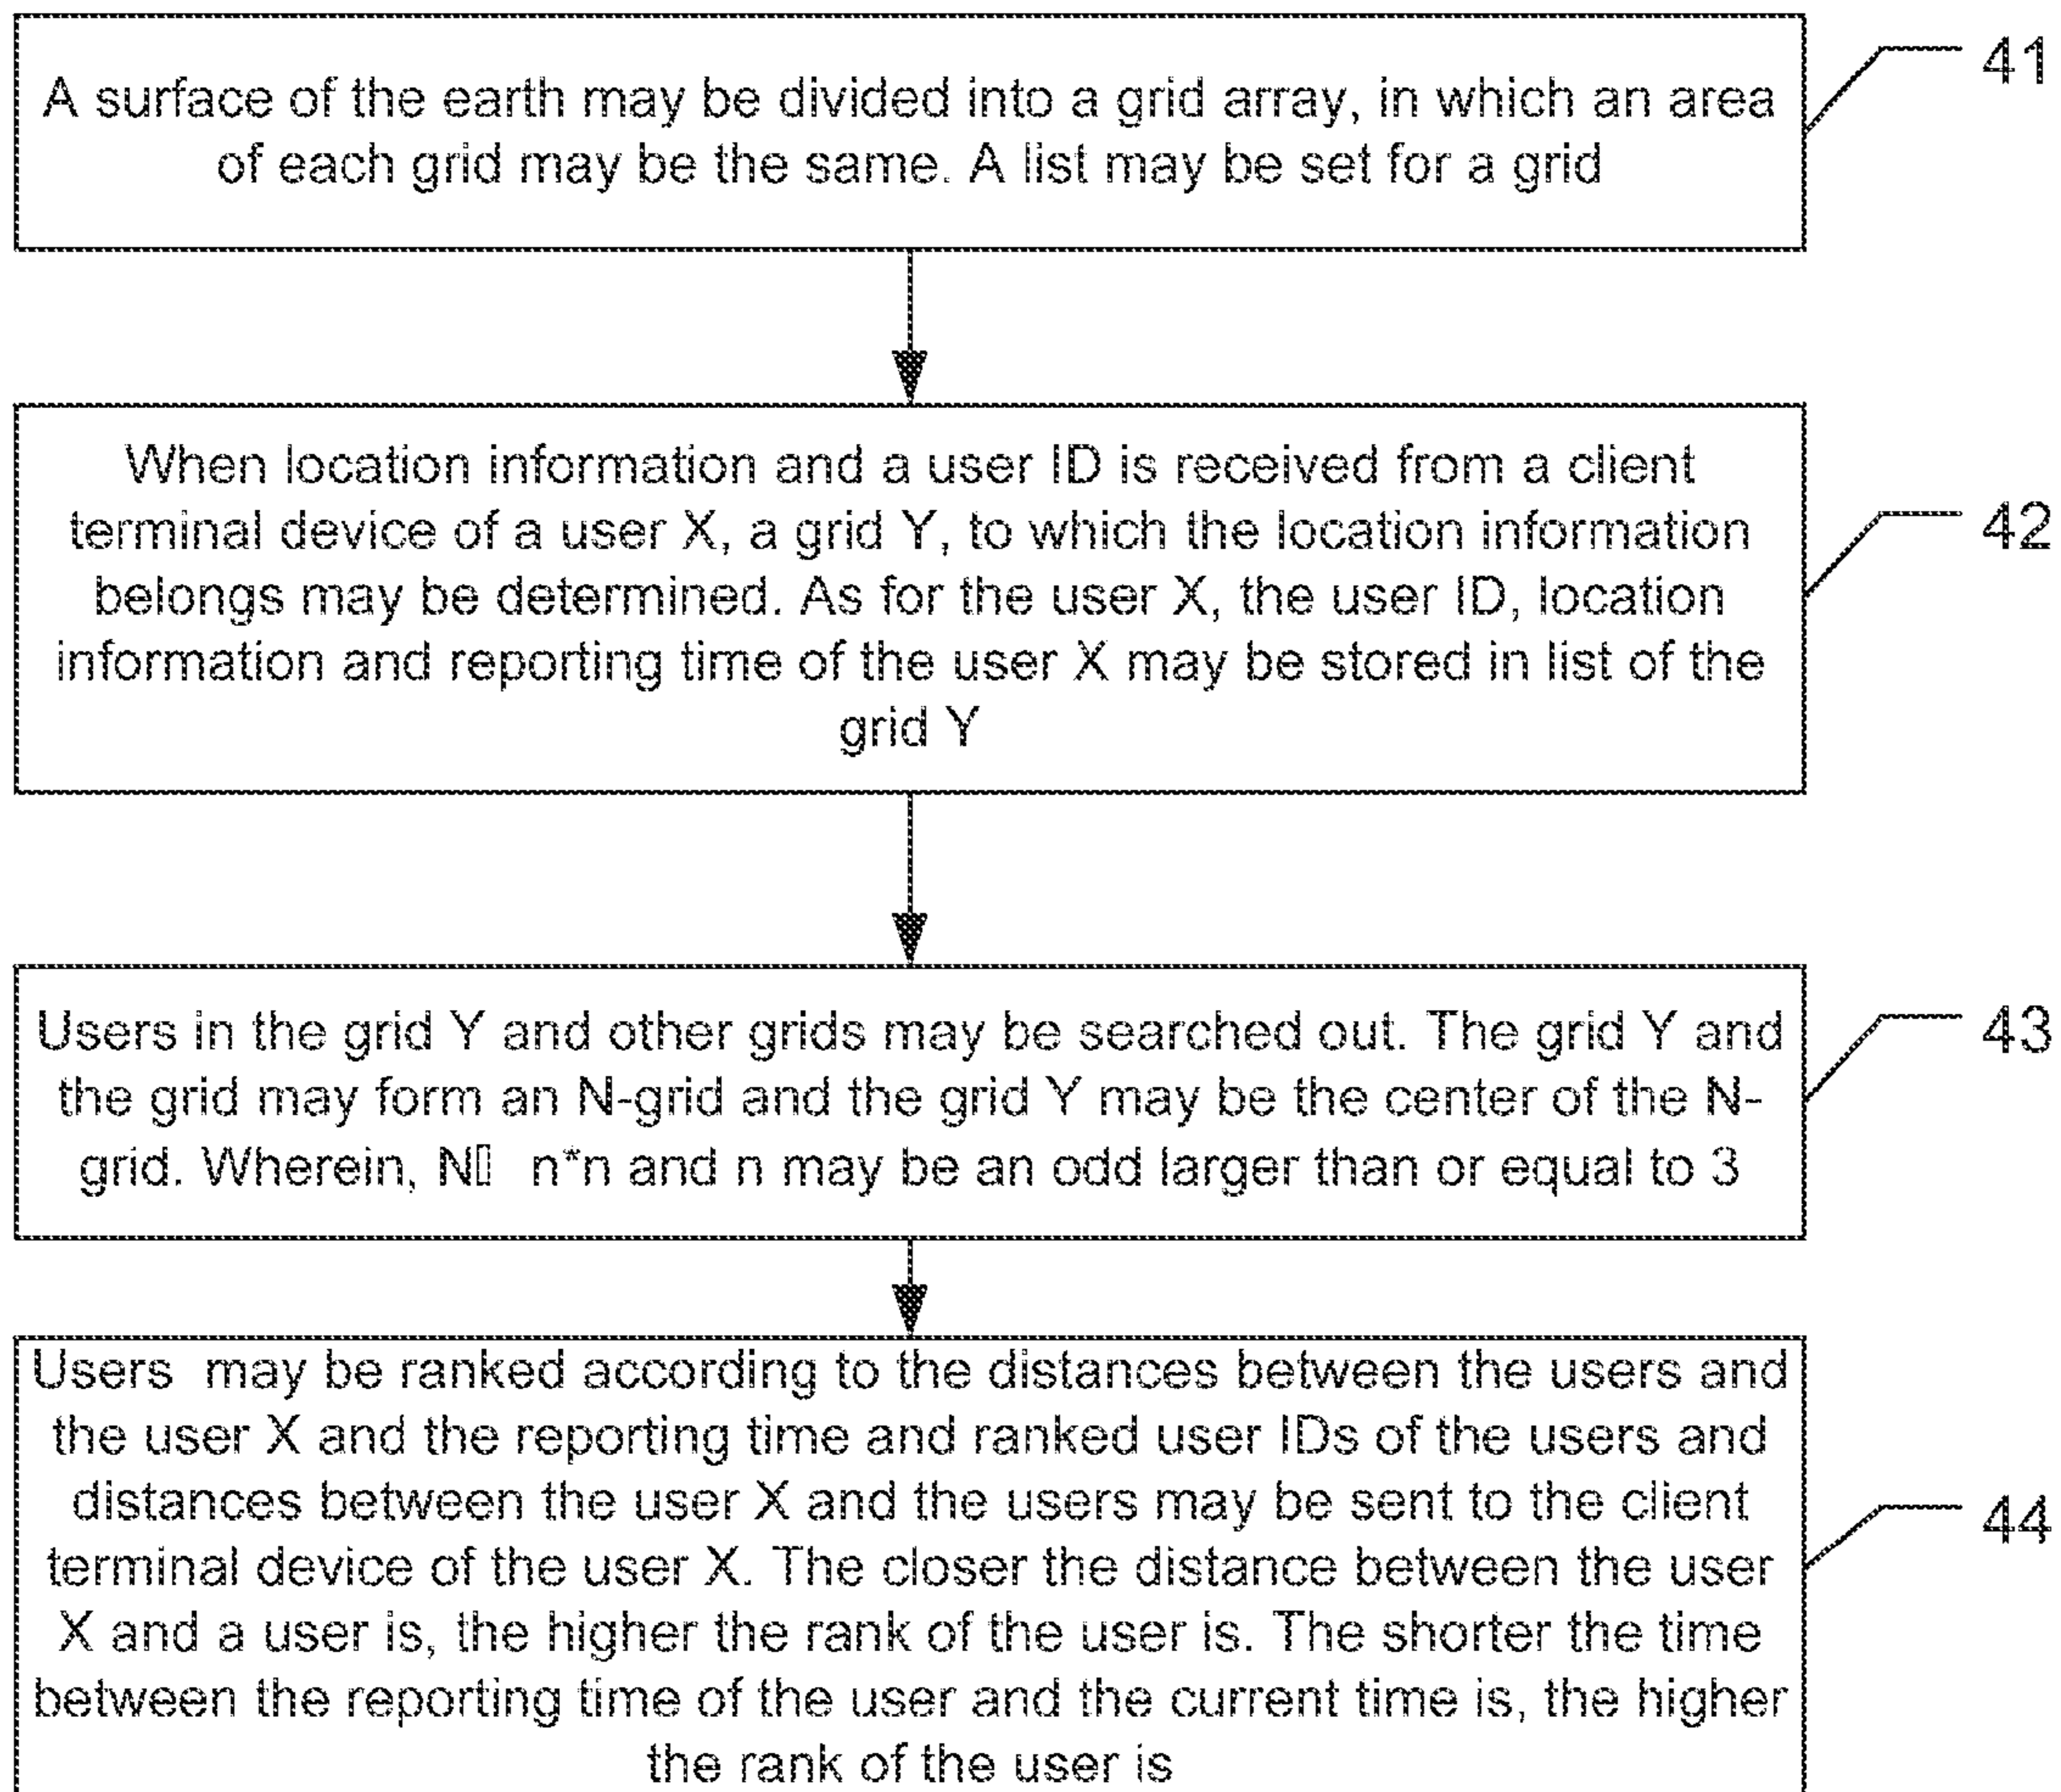 A surface of the earth may be divided into a grid array, in which an area
of each grid may be the same. A list may be set for a grid
41
When location information and a user ID is received from a client
terminal device of a user X, a grid Y, to which the location information
belongs may be determined. As for the user X, the user ID, location
information and reporting time of the user X may be stored in list of the
grid Y
42
Users in the grid Y and other grids may be searched out. The grid Y and
the grid may form an N-grid and the grid Y may be the center of the N-
grid. Wherein, N▯ n*n and n may be an odd larger than or equal to 3
43
Users may be ranked according to the distances between the users and
the user X and the reporting time and ranked user IDs of the users and
distances between the user X and the users may be sent to the client
terminal device of the user X. The closer the distance between the user
X and a user is, the higher the rank of the user is. The shorter the time
between the reporting time of the user and the current time is, the higher
the rank of the user is
44